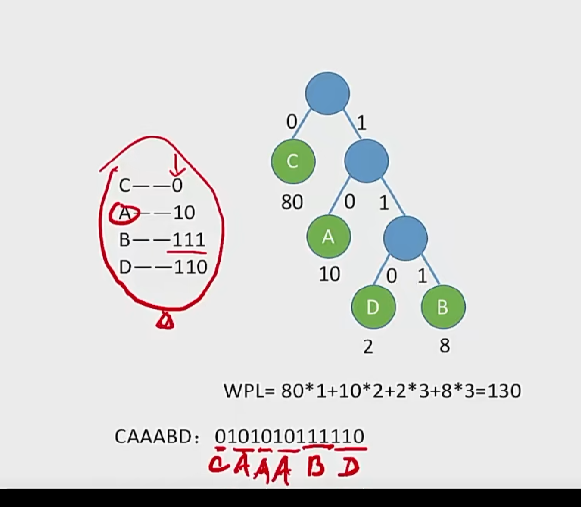 0 1
C
C——0
80 0 1
A——10
A
B——111
10 0 1
D——110
D B
2 8
WPL= 80*1+10*2+2*3+8*3=130
CAAABD：0101010111110
C A A A B D